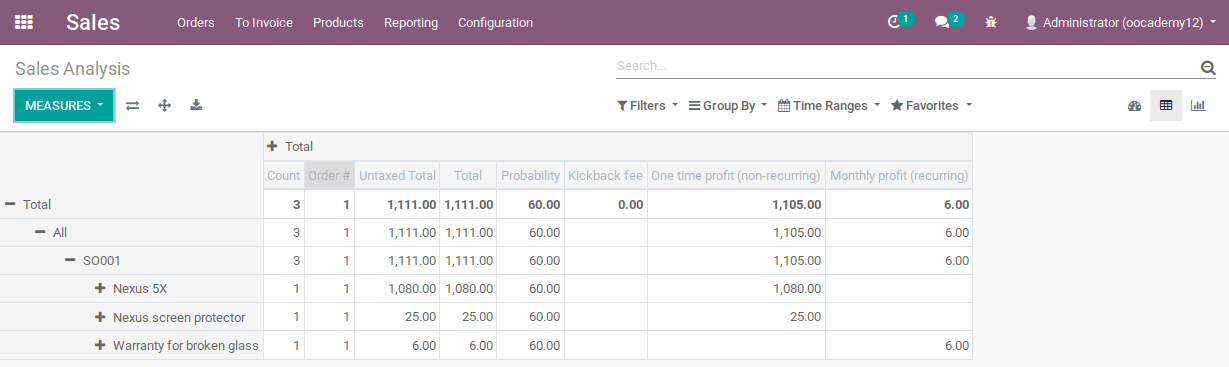 Sales Orders To Invoice Products Reporting Configuration 1 2 Administrator (oocademy12)
Sales Analysis Search...
MEASURES Filters Group By Time Ranges Favorites
Total
Count Order # Untaxed Total Total Probability Kickback fee One time profit (non-recurring) Monthly profit (recurring)
Total 3 1 1,111.00 1,111.00 60.00 0.00 1,105.00 6.00
All 3 1 1,111.00 1,111.00 60.00 1,105.00 6.00
SO001 3 1 1,111.00 1,111.00 60.00 1,105.00 6.00
Nexus 5X 1 1 1,080.00 1,080.00 60.00 1,080.00
Nexus screen protector 1 1 25.00 25.00 60.00 25.00
Warranty for broken glass 1 1 6.00 6.00 60.00 6.00